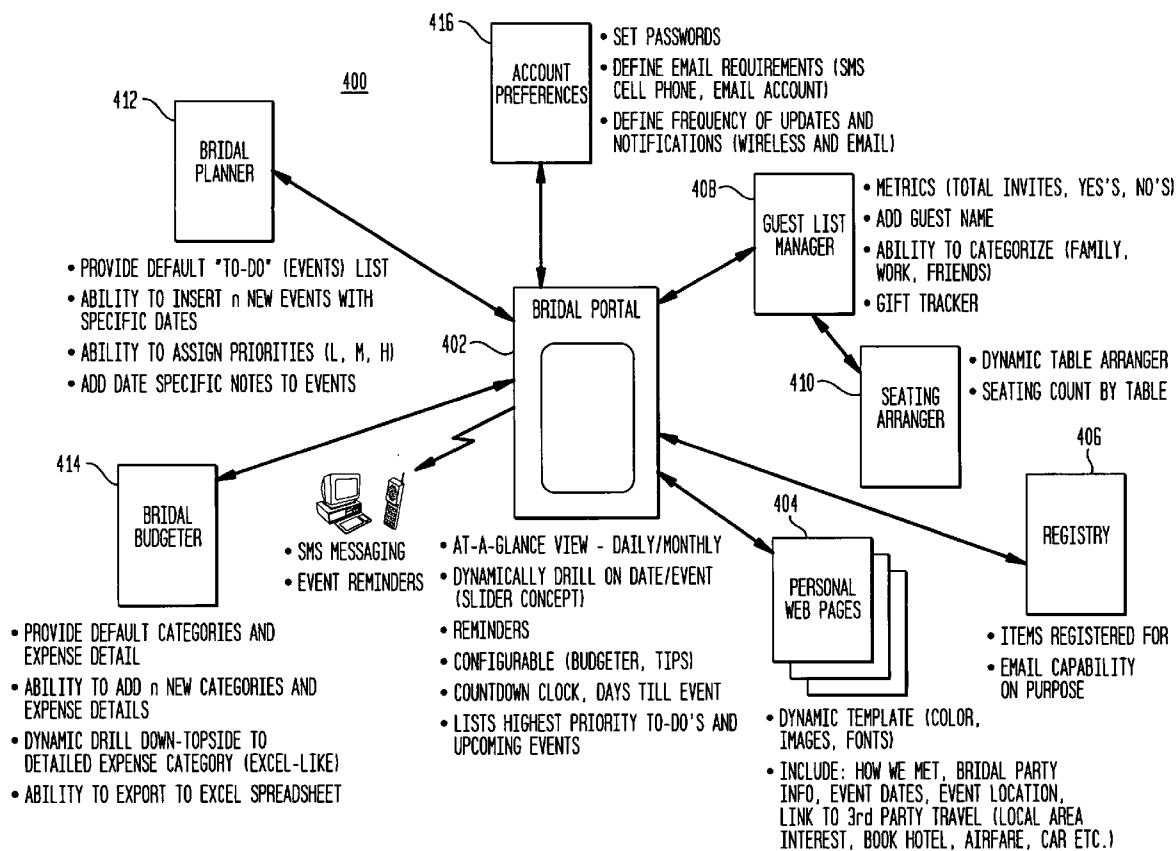 416
ACCOUNT
PREFERENCES
• SET PASSWORDS
• DEFINE EMAIL REQUIREMENTS (SMS
CELL PHONE, EMAIL ACCOUNT)
• DEFINE FREQUENCY OF UPDATES AND
NOTIFICATIONS (WIRELESS AND EMAIL)
400
412
BRIDAL
PLANNER
• PROVIDE DEFAULT "TO-DO" (EVENTS) LIST
• ABILITY TO INSERT n NEW EVENTS WITH
SPECIFIC DATES
• ABILITY TO ASSIGN PRIORITIES (L, M, H)
• ADD DATE SPECIFIC NOTES TO EVENTS
408
GUEST LIST
MANAGER
• METRICS (TOTAL INVITES, YES'S, NO'S)
• ADD GUEST NAME
• ABILITY TO CATEGORIZE (FAMILY,
WORK, FRIENDS)
• GIFT TRACKER
BRIDAL PORTAL
402
410
SEATING
ARRANGER
• DYNAMIC TABLE ARRANGER
• SEATING COUNT BY TABLE
414
BRIDAL
BUDGETER
• PROVIDE DEFAULT CATEGORIES AND
EXPENSE DETAIL
• ABILITY TO ADD n NEW CATEGORIES AND
EXPENSE DETAILS
• DYNAMIC DRILL DOWN-TOPSIDE TO
DETAILED EXPENSE CATEGORY (EXCEL-LIKE)
• ABILITY TO EXPORT TO EXCEL SPREADSHEET
• SMS MESSAGING
• EVENT REMINDERS
• AT-A-GLANCE VIEW - DAILY/MONTHLY
• DYNAMICALLY DRILL ON DATE/EVENT
(SLIDER CONCEPT)
• REMINDERS
• CONFIGURABLE (BUDGETER, TIPS)
• COUNTDOWN CLOCK, DAYS TILL EVENT
• LISTS HIGHEST PRIORITY TO-DO'S AND
UPCOMING EVENTS
404
PERSONAL
WEB PAGES
• DYNAMIC TEMPLATE (COLOR,
IMAGES, FONTS)
• INCLUDE: HOW WE MET, BRIDAL PARTY
INFO, EVENT DATES, EVENT LOCATION,
LINK TO 3rd PARTY TRAVEL (LOCAL AREA
INTEREST, BOOK HOTEL, AIRFARE, CAR ETC.)
406
REGISTRY
• ITEMS REGISTERED FOR
• EMAIL CAPABILITY
ON PURPOSE